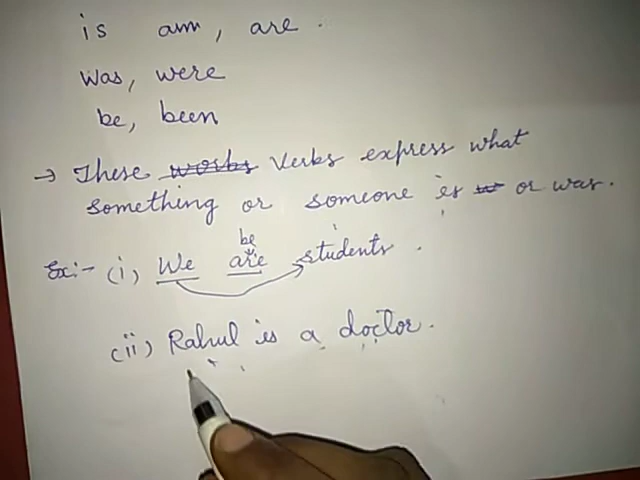 is am, are.
was, were
be, been
→ These words verbs express what
something or someone is or was.
be
Ex:- (i) We are students.
(ii) Rahul is a doctor.